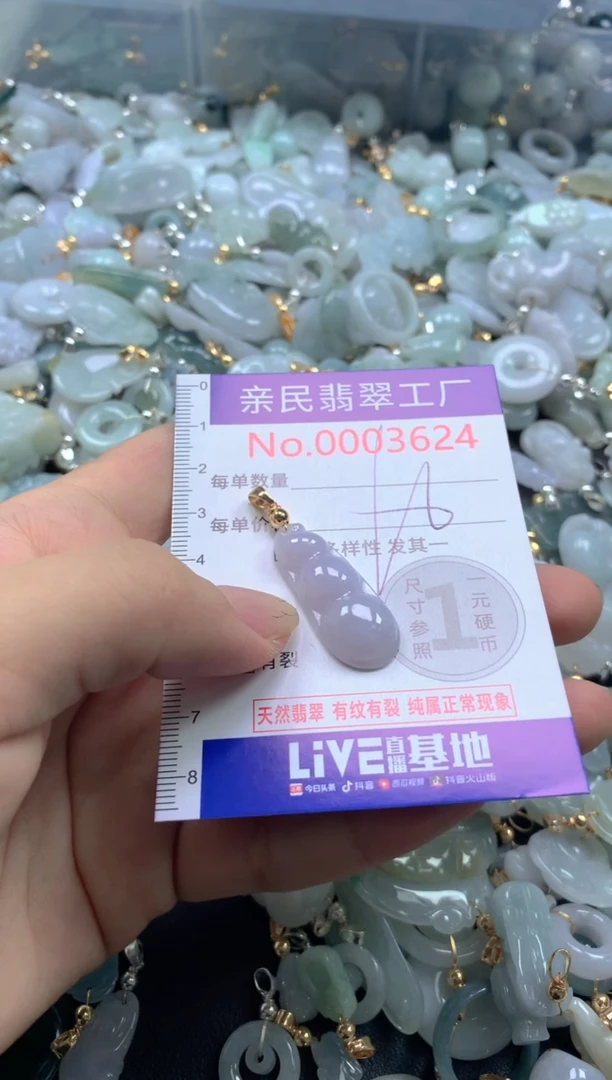 亲民翡翠工厂
No.0003624
0
1
2
每单数量
3
每单价
条样性 发其一
4
尺寸参照
1
一元硬币
有裂
天然翡翠 有纹有裂 纯属正常现象
7
LiVE直播基地
8
今日头条 抖音 西瓜视频 抖音火山版